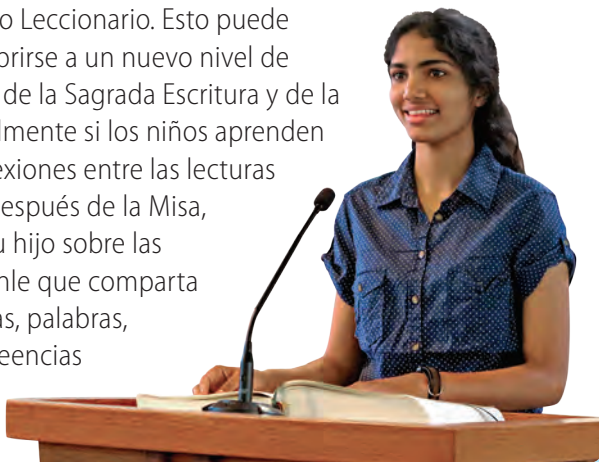 o Leccionario. Esto puede
brirse a un nuevo nivel de
de la Sagrada Escritura y de la
lmente si los niños aprenden
exiones entre las lecturas
espués de la Misa,
u hijo sobre las
nle que comparta
as, palabras,
eencias